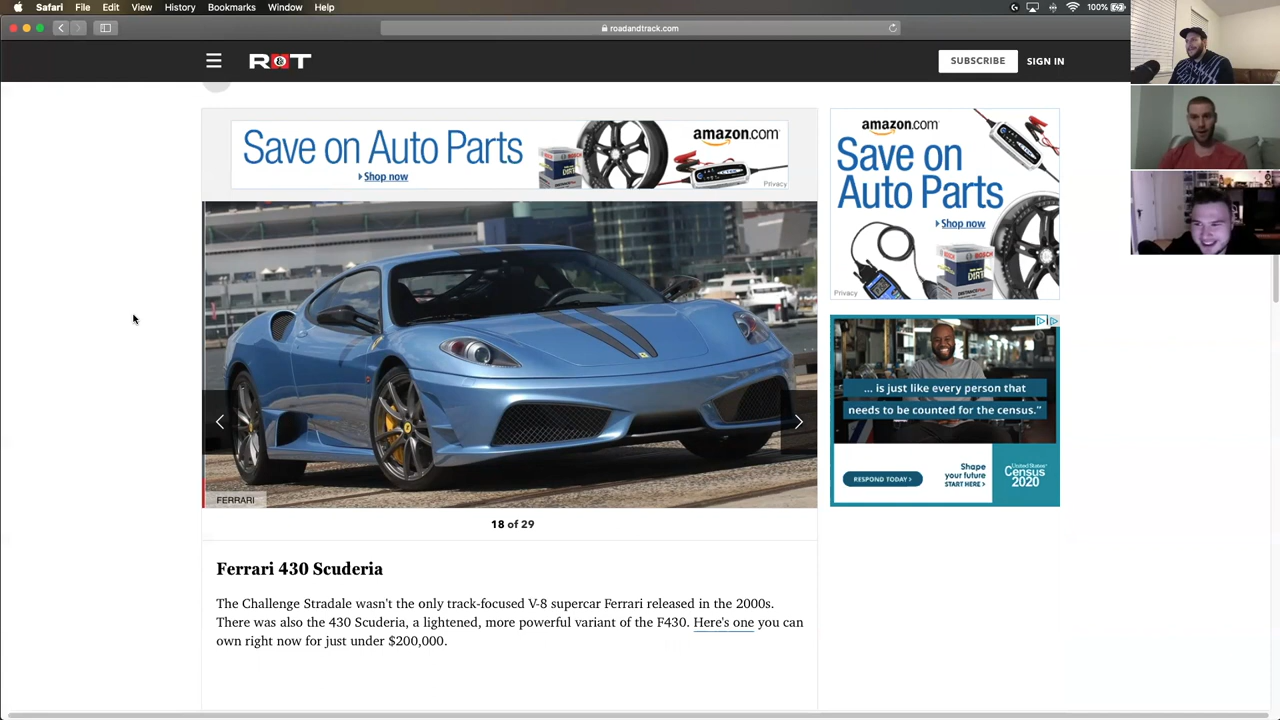 Safari File Edit View History Bookmarks Window Help
100%
roadandtrack.com
R&T
SUBSCRIBE SIGN IN
Save on Auto Parts
Shop now
amazon.com
Privacy
amazon.com
Save on
Auto Parts
Shop now
Privacy
FERRARI
... is just like every person that
needs to be counted for the census."
RESPOND TODAY >
Shape
your future
START HERE >
United States
Census
2020
18 of 29
Ferrari 430 Scuderia
The Challenge Stradale wasn't the only track-focused V-8 supercar Ferrari released in the 2000s.
There was also the 430 Scuderia, a lightened, more powerful variant of the F430. Here's one you can
own right now for just under $200,000.